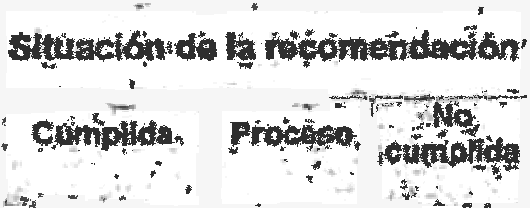 Situación de la recomendación
Cumplida
Proceso
No
cumplida